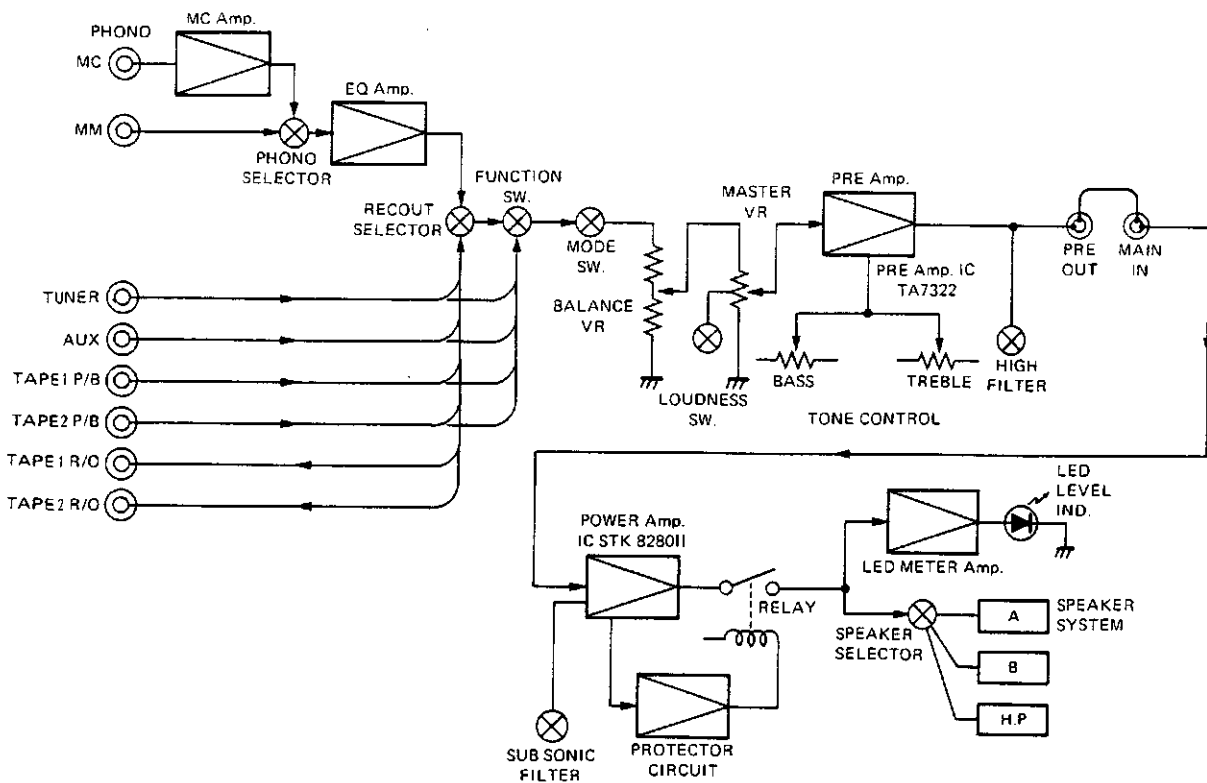 MC Amp.
PHONO
MC
EQ Amp.
MM
PHONO
SELECTOR
FUNCTION
SW.
RECOUT
SELECTOR
MODE
SW.
MASTER
VR
PRE Amp.
PRE
OUT
MAIN
IN
PRE Amp. IC
TA7322
TUNER
BALANCE
VR
AUX
TAPE1 P/B
BASS
TREBLE
HIGH
FILTER
LOUDNESS
SW.
TONE CONTROL
TAPE2 P/B
TAPE1 R/O
TAPE2 R/O
LED
LEVEL
IND.
POWER Amp.
IC STK 8280II
LED METER Amp.
RELAY
SPEAKER
SELECTOR
A
SPEAKER
SYSTEM
B
H.P
SUB SONIC
FILTER
PROTECTOR
CIRCUIT